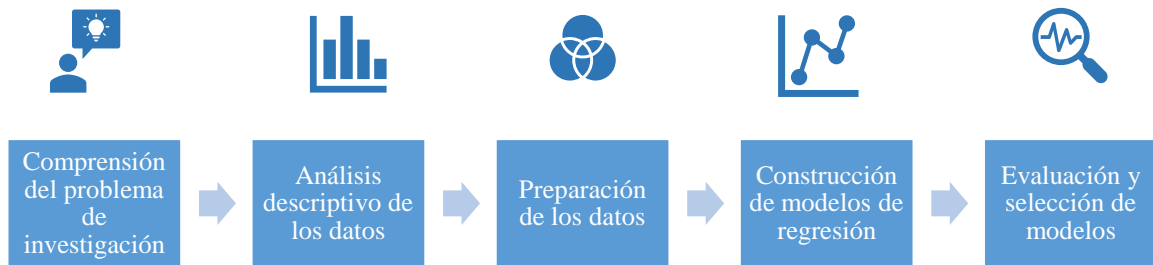 Comprensión
del problema
de
investigación
Análisis
descriptivo de
los datos
Preparación
de los datos
Construcción
de modelos de
regresión
Evaluación y
selección de
modelos